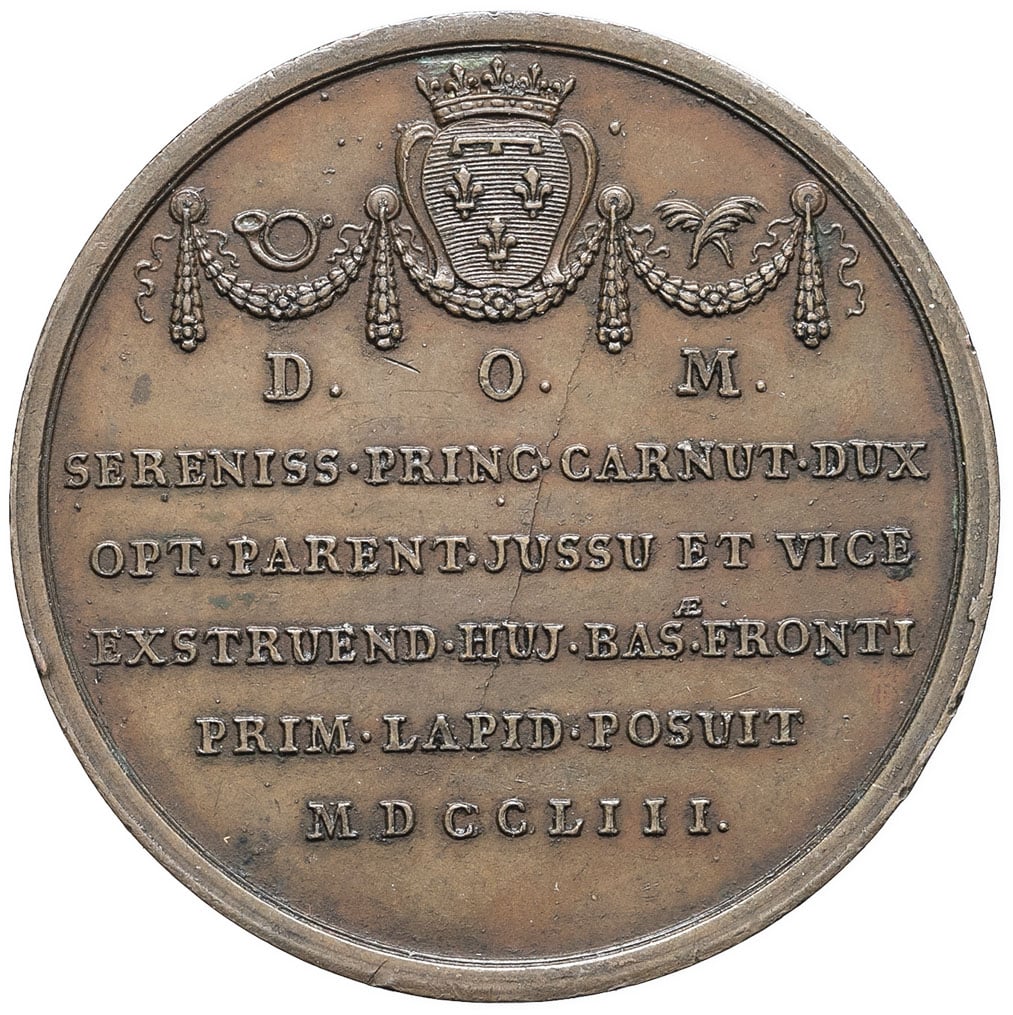 D. O. M.
SERENISS·PRINC·CARNUT·DUX
OPT·PARENT·JUSSU ET VICE
EXSTRUEND·HUJ·BASÆ·FRONTI
PRIM·LAPID·POSUIT
MDCCLIII.